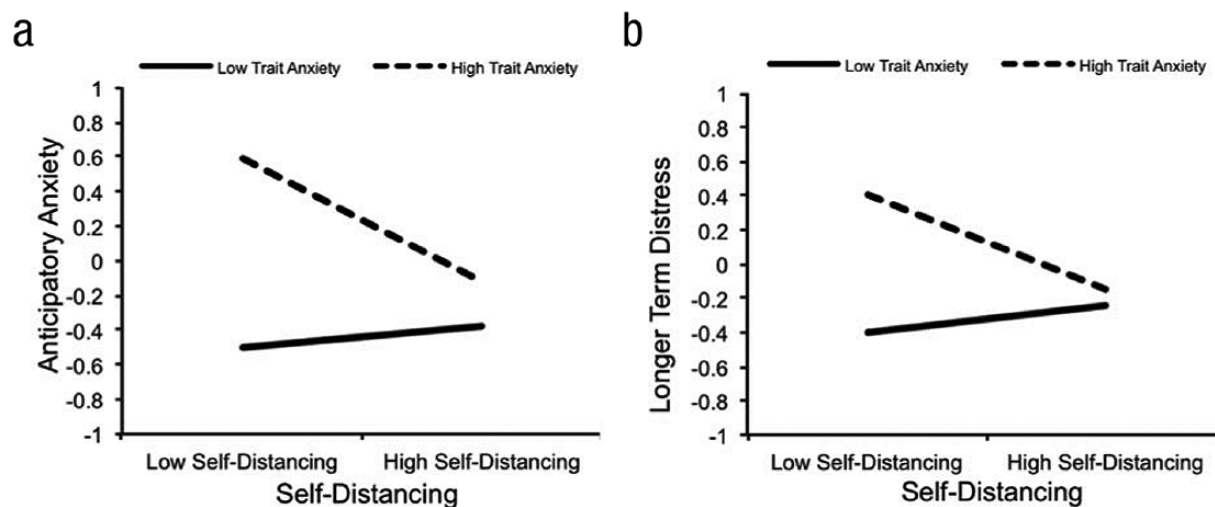 a
Low Trait Anxiety
High Trait Anxiety
Anticipatory Anxiety
1
0.8
0.6
0.4
0.2
0
-0.2
-0.4
-0.6
-0.8
-1
Low Self-Distancing
High Self-Distancing
Self-Distancing
b
Low Trait Anxiety
High Trait Anxiety
Longer Term Distress
1
0.8
0.6
0.4
0.2
0
-0.2
-0.4
-0.6
-0.8
-1
Low Self-Distancing
High Self-Distancing
Self-Distancing